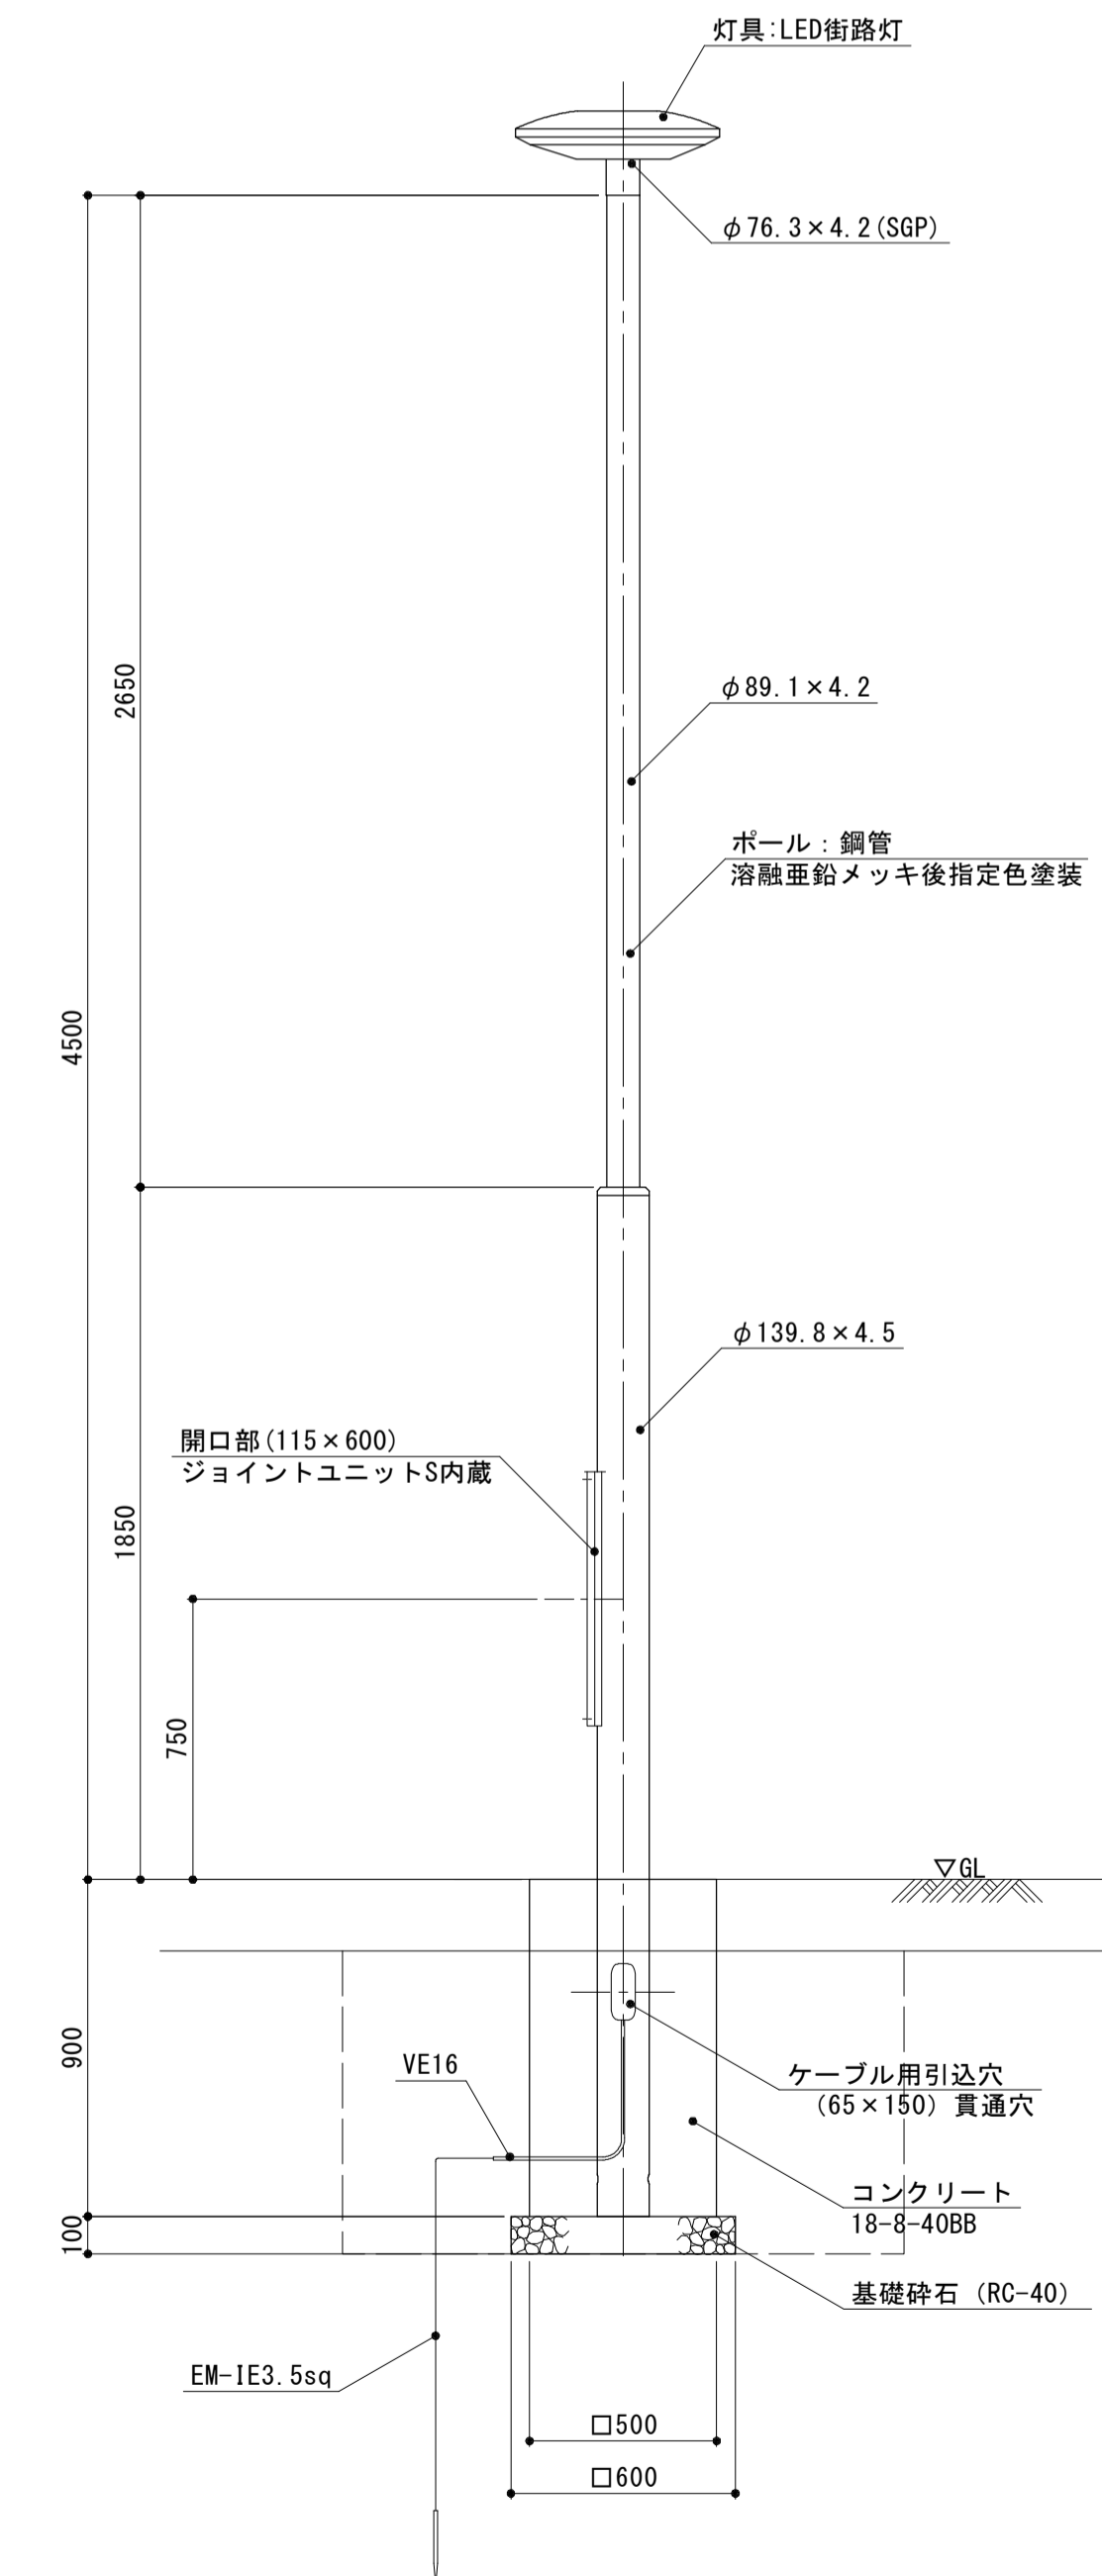 灯具:LED街路灯
φ76.3×4.2(SGP)
2650
φ89.1×4.2
ポール：鋼管
溶融亜鉛メッキ後指定色塗装
4500
φ139.8×4.5
開口部(115×600)
ジョイントユニットS内蔵
1850
750
▽GL
900
VE16
ケーブル用引込穴
(65×150) 貫通穴
コンクリート
18-8-40BB
100
基礎砕石 (RC-40)
EM-IE3.5sq
□500
□600